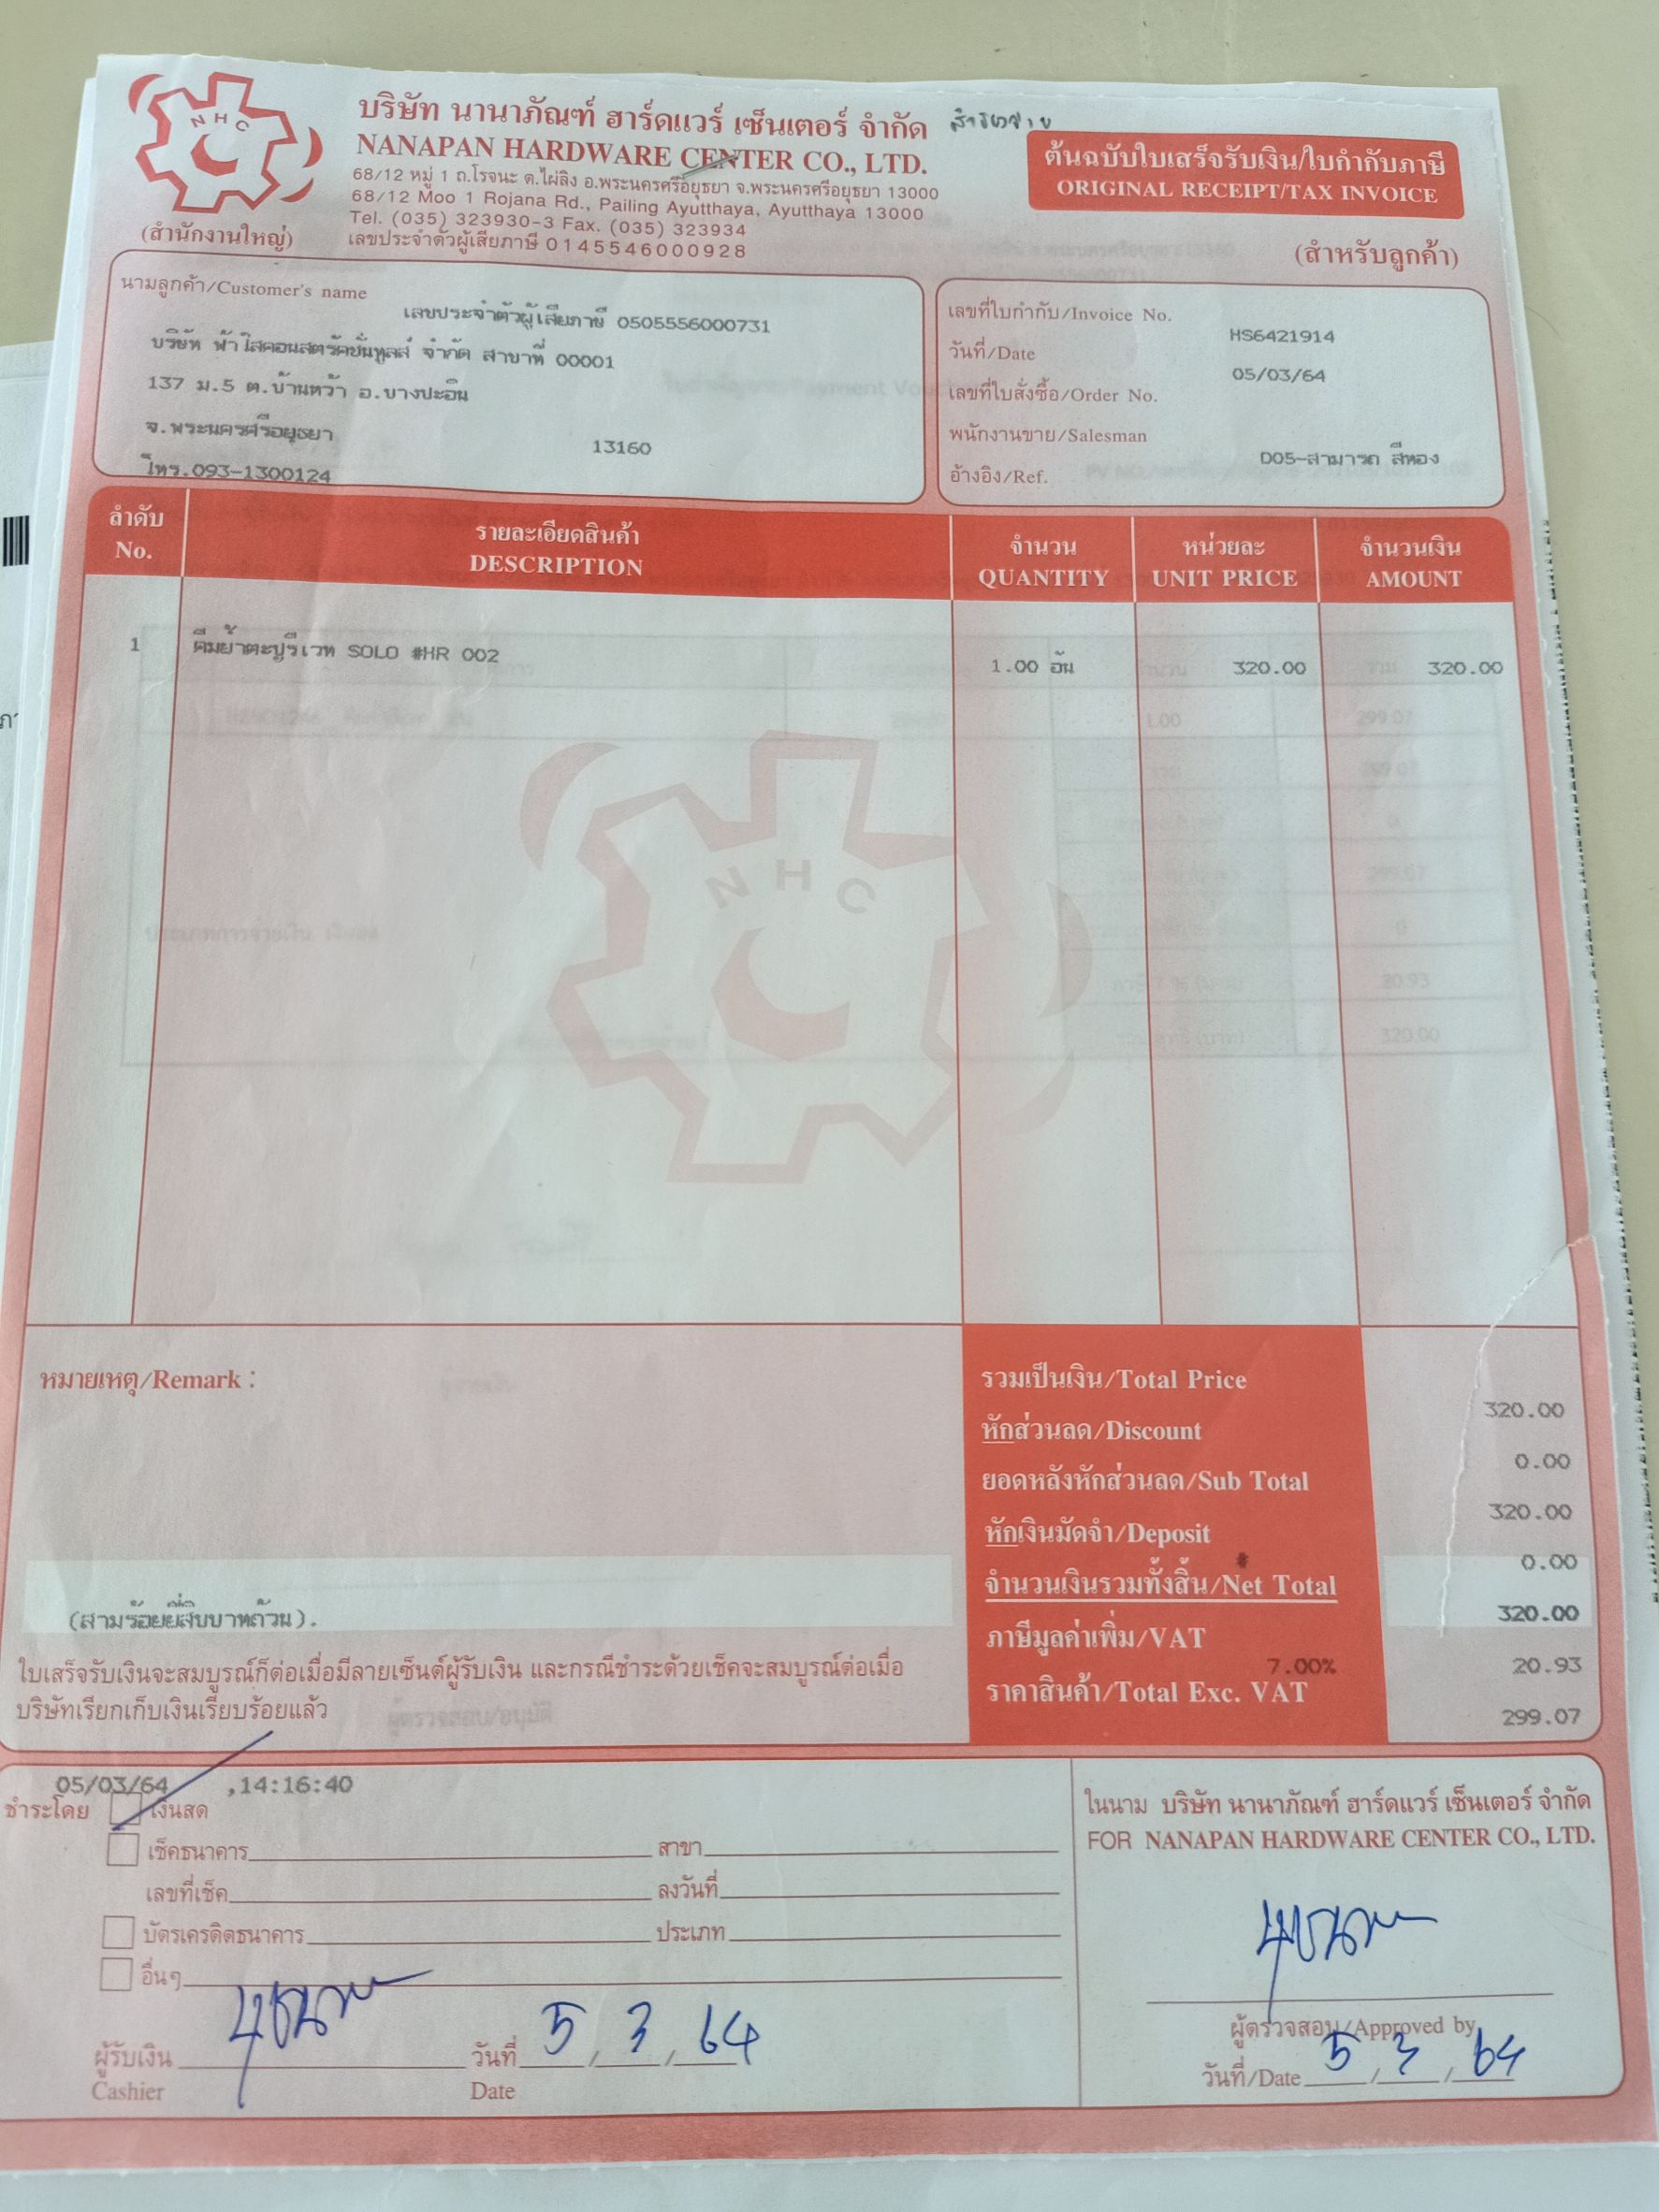 NHC
(สำนักงานใหญ่)
บริษัท นานาภัณฑ์ ฮาร์ดแวร์ เซ็นเตอร์ จำกัด
NANAPAN HARDWARE CENTER CO., LTD.
68/12 หมู่ 1 ถ.โรจนะ ต.ไผ่ลิง อ.พระนครศรีอยุธยา จ.พระนครศรีอยุธยา 13000
68/12 Moo 1 Rojana Rd., Pailing Ayutthaya, Ayutthaya 13000
Tel. (035) 323930-3 Fax. (035) 323934
เลขประจำตัวผู้เสียภาษี 0145546000928
ต้นฉบับใบเสร็จรับเงิน/ใบกำกับภาษี
ORIGINAL RECEIPT/TAX INVOICE
(สำหรับลูกค้า)
นามลูกค้า/Customer's name
เลขประจำตัวผู้เสียภาษี 0505556000731
บริษัท ฟ้าใสคอนสตรัคชั่นทูลส์ จำกัด สาขาที่ 00001
137 ม.5 ต.บ้านหว้า อ.บางปะอิน
จ.พระนครศรีอยุธยา 13160
โทร.093-1300124
เลขที่ใบกำกับ/Invoice No. HS6421914
วันที่/Date 05/03/64
เลขที่ใบสั่งซื้อ/Order No.
พนักงานขาย/Salesman D05-สามารถ สีทอง
อ้างอิง/Ref.
ลำดับ รายละเอียดสินค้า จำนวน หน่วยละ จำนวนเงิน
No. DESCRIPTION QUANTITY UNIT PRICE AMOUNT
1 คีมย้ำตะปูรีเวท SOLO #HR 002 1.00 อัน 320.00 320.00
NHC
หมายเหตุ/Remark :
รวมเป็นเงิน/Total Price 320.00
หักส่วนลด/Discount 0.00
ยอดหลังหักส่วนลด/Sub Total 320.00
หักเงินมัดจำ/Deposit 0.00
จำนวนเงินรวมทั้งสิ้น/Net Total 320.00
ภาษีมูลค่าเพิ่ม/VAT 7.00% 20.93
ราคาสินค้า/Total Exc. VAT 299.07
(สามร้อยยี่สิบบาทถ้วน).
ใบเสร็จรับเงินจะสมบูรณ์ก็ต่อเมื่อมีลายเซ็นต์ผู้รับเงิน และกรณีชำระด้วยเช็คจะสมบูรณ์ต่อเมื่อ
บริษัทเรียกเก็บเงินเรียบร้อยแล้ว
05/03/64 ,14:16:40
ชำระโดย เงินสด
เช็คธนาคาร สาขา
เลขที่เช็ค ลงวันที่
บัตรเครดิตธนาคาร ประเภท
อื่นๆ
ผู้รับเงิน วันที่ 5 / 3 / 64
Cashier Date
ในนาม บริษัท นานาภัณฑ์ ฮาร์ดแวร์ เซ็นเตอร์ จำกัด
FOR NANAPAN HARDWARE CENTER CO., LTD.
ผู้ตรวจสอบ/Approved by
วันที่/Date 5 / 3 / 64